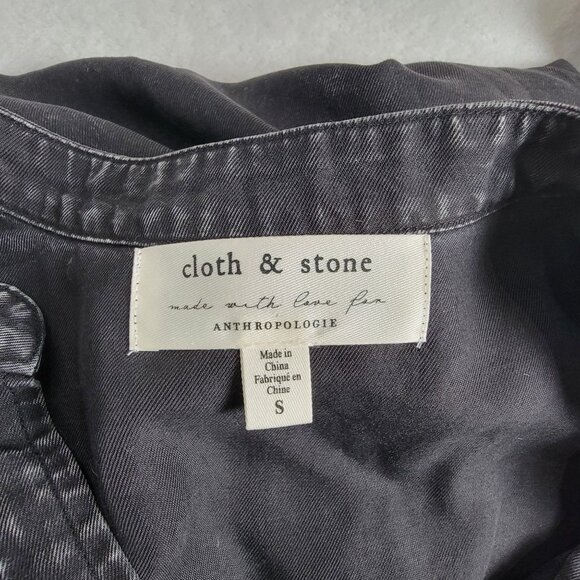 cloth & stone
made with love for
ANTHROPOLOGIE
Made in
China
Fabriqué en
Chine
S